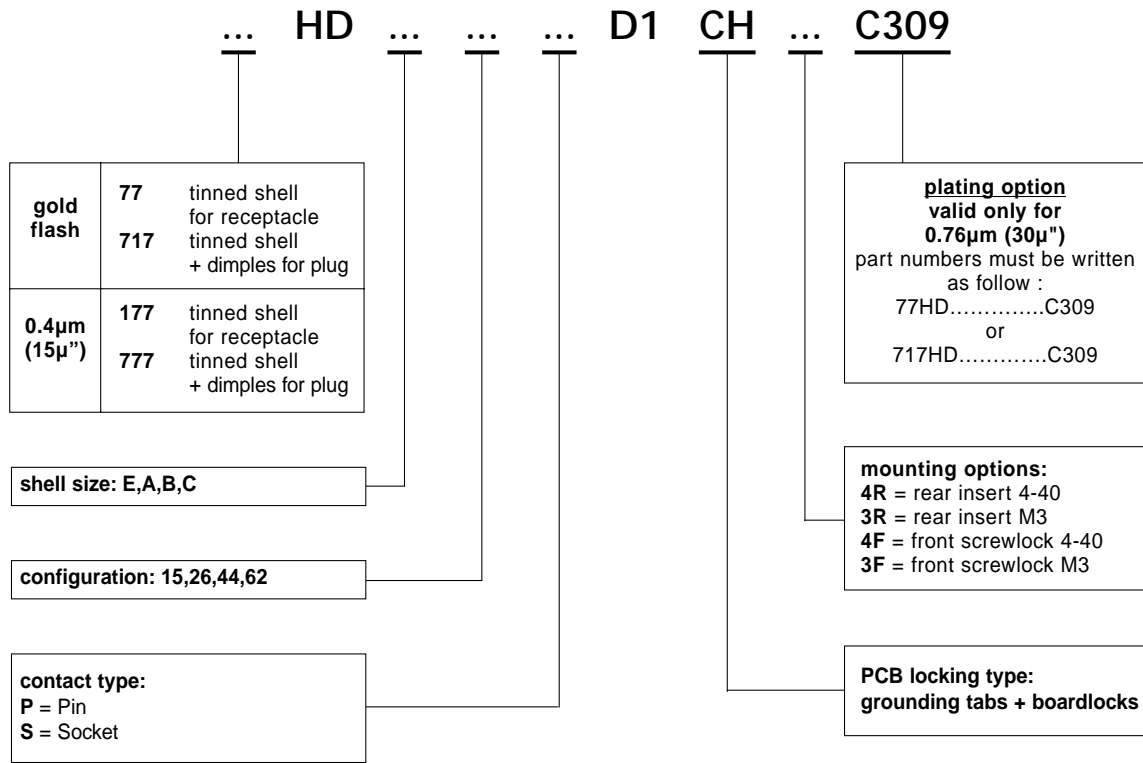 ... HD ... ... ... D1 CH ... C309
gold
flash
77 tinned shell
for receptacle
717 tinned shell
+ dimples for plug
0.4µm
(15µ”)
177 tinned shell
for receptacle
777 tinned shell
+ dimples for plug
shell size: E,A,B,C
configuration: 15,26,44,62
contact type:
P = Pin
S = Socket
plating option
valid only for
0.76µm (30µ")
part numbers must be written
as follow :
77HD…………..C309
or
717HD………….C309
mounting options:
4R = rear insert 4-40
3R = rear insert M3
4F = front screwlock 4-40
3F = front screwlock M3
PCB locking type:
grounding tabs + boardlocks